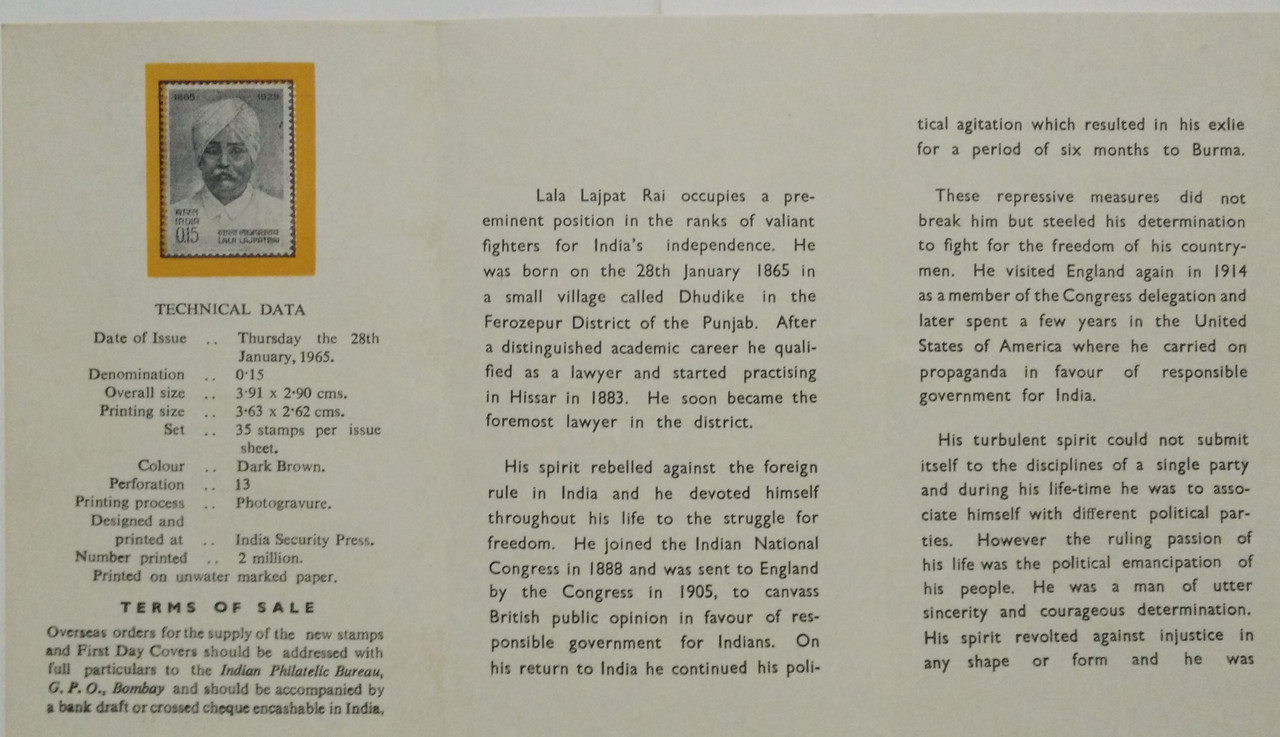 1865 1928
भारत
INDIA
0.15
लाला लाजपतराय
LALA LAJPATRAI
TECHNICAL DATA
Date of Issue .. Thursday the 28th
January, 1965.
Denomination .. 0·15
Overall size .. 3·91 x 2·90 cms.
Printing size .. 3·63 x 2·62 cms.
Set .. 35 stamps per issue
sheet.
Colour .. Dark Brown.
Perforation .. 13
Printing process .. Photogravure.
Designed and
printed at .. India Security Press.
Number printed .. 2 million.
Printed on unwater marked paper.
TERMS OF SALE
Overseas orders for the supply of the new stamps
and First Day Covers should be addressed with
full particulars to the Indian Philatelic Bureau,
G. P. O., Bombay and should be accompanied by
a bank draft or crossed cheque encashable in India,
Lala Lajpat Rai occupies a pre-
eminent position in the ranks of valiant
fighters for India's independence. He
was born on the 28th January 1865 in
a small village called Dhudike in the
Ferozepur District of the Punjab. After
a distinguished academic career he quali-
fied as a lawyer and started practising
in Hissar in 1883. He soon became the
foremost lawyer in the district.
His spirit rebelled against the foreign
rule in India and he devoted himself
throughout his life to the struggle for
freedom. He joined the Indian National
Congress in 1888 and was sent to England
by the Congress in 1905, to canvass
British public opinion in favour of res-
ponsible government for Indians. On
his return to India he continued his poli-
tical agitation which resulted in his exlie
for a period of six months to Burma.
These repressive measures did not
break him but steeled his determination
to fight for the freedom of his country-
men. He visited England again in 1914
as a member of the Congress delegation and
later spent a few years in the United
States of America where he carried on
propaganda in favour of responsible
government for India.
His turbulent spirit could not submit
itself to the disciplines of a single party
and during his life-time he was to asso-
ciate himself with different political par-
ties. However the ruling passion of
his life was the political emancipation of
his people. He was a man of utter
sincerity and courageous determination.
His spirit revolted against injustice in
any shape or form and he was